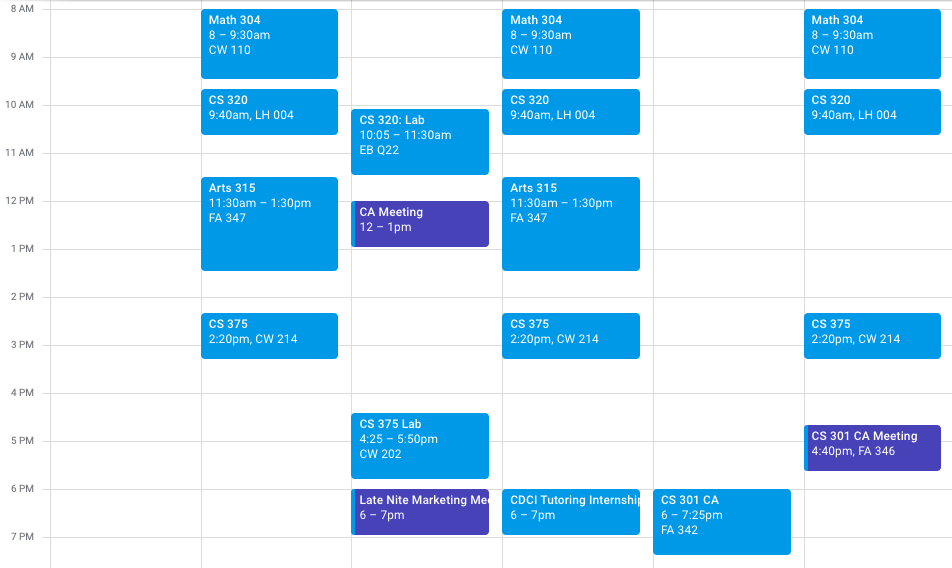 8 AM
9 AM
10 AM
11 AM
12 PM
1 PM
2 PM
3 PM
4 PM
5 PM
6 PM
7 PM
Math 304
8 – 9:30am
CW 110
CS 320
9:40am, LH 004
Arts 315
11:30am – 1:30pm
FA 347
CS 375
2:20pm, CW 214
CS 320: Lab
10:05 – 11:30am
EB Q22
CA Meeting
12 – 1pm
CS 375 Lab
4:25 – 5:50pm
CW 202
Late Nite Marketing Mee
6 – 7pm
Math 304
8 – 9:30am
CW 110
CS 320
9:40am, LH 004
Arts 315
11:30am – 1:30pm
FA 347
CS 375
2:20pm, CW 214
CDCI Tutoring Internship
6 – 7pm
CS 301 CA
6 – 7:25pm
FA 342
Math 304
8 – 9:30am
CW 110
CS 320
9:40am, LH 004
CS 375
2:20pm, CW 214
CS 301 CA Meeting
4:40pm, FA 346